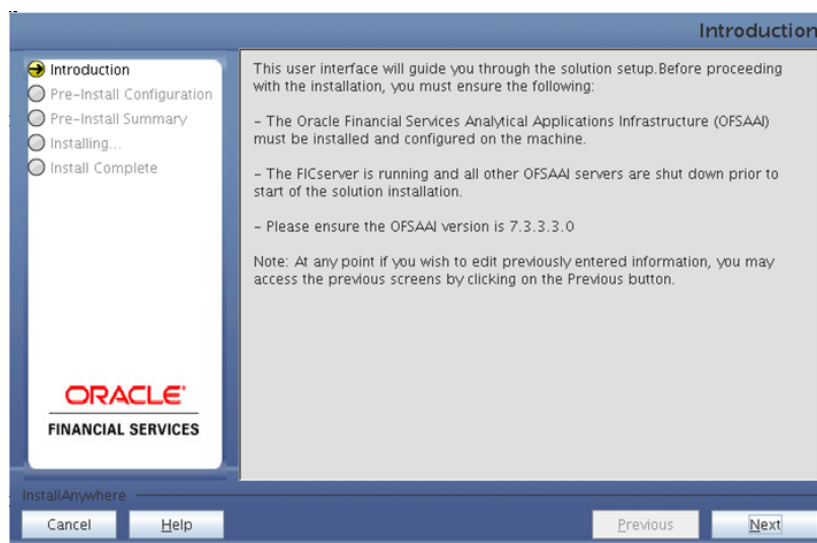 Introduction
Introduction
Pre-Install Configuration
Pre-Install Summary
Installing...
Install Complete
ORACLE
FINANCIAL SERVICES
This user interface will guide you through the solution setup.Before proceeding
with the installation, you must ensure the following:
- The Oracle Financial Services Analytical Applications Infrastructure (OFSAAI)
must be installed and configured on the machine.
- The FICserver is running and all other OFSAAI servers are shut down prior to
start of the solution installation.
- Please ensure the OFSAAI version is 7.3.3.3.0
Note: At any point if you wish to edit previously entered information, you may
access the previous screens by clicking on the Previous button.
InstallAnywhere
Cancel
Help
Previous
Next